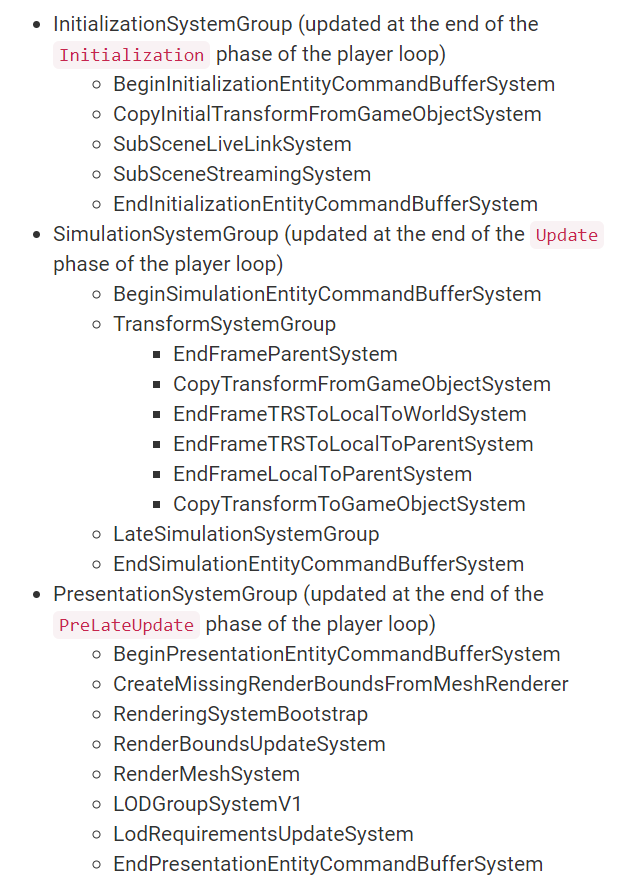 InitializationSystemGroup (updated at the end of the
Initialization phase of the player loop)
BeginInitializationEntityCommandBufferSystem
CopyInitialTransformFromGameObjectSystem
SubSceneLiveLinkSystem
SubSceneStreamingSystem
EndInitializationEntityCommandBufferSystem
SimulationSystemGroup (updated at the end of the Update
phase of the player loop)
BeginSimulationEntityCommandBufferSystem
TransformSystemGroup
EndFrameParentSystem
CopyTransformFromGameObjectSystem
EndFrameTRSToLocalToWorldSystem
EndFrameTRSToLocalToParentSystem
EndFrameLocalToParentSystem
CopyTransformToGameObjectSystem
LateSimulationSystemGroup
EndSimulationEntityCommandBufferSystem
PresentationSystemGroup (updated at the end of the
PreLateUpdate phase of the player loop)
BeginPresentationEntityCommandBufferSystem
CreateMissingRenderBoundsFromMeshRenderer
RenderingSystemBootstrap
RenderBoundsUpdateSystem
RenderMeshSystem
LODGroupSystemV1
LodRequirementsUpdateSystem
EndPresentationEntityCommandBufferSystem